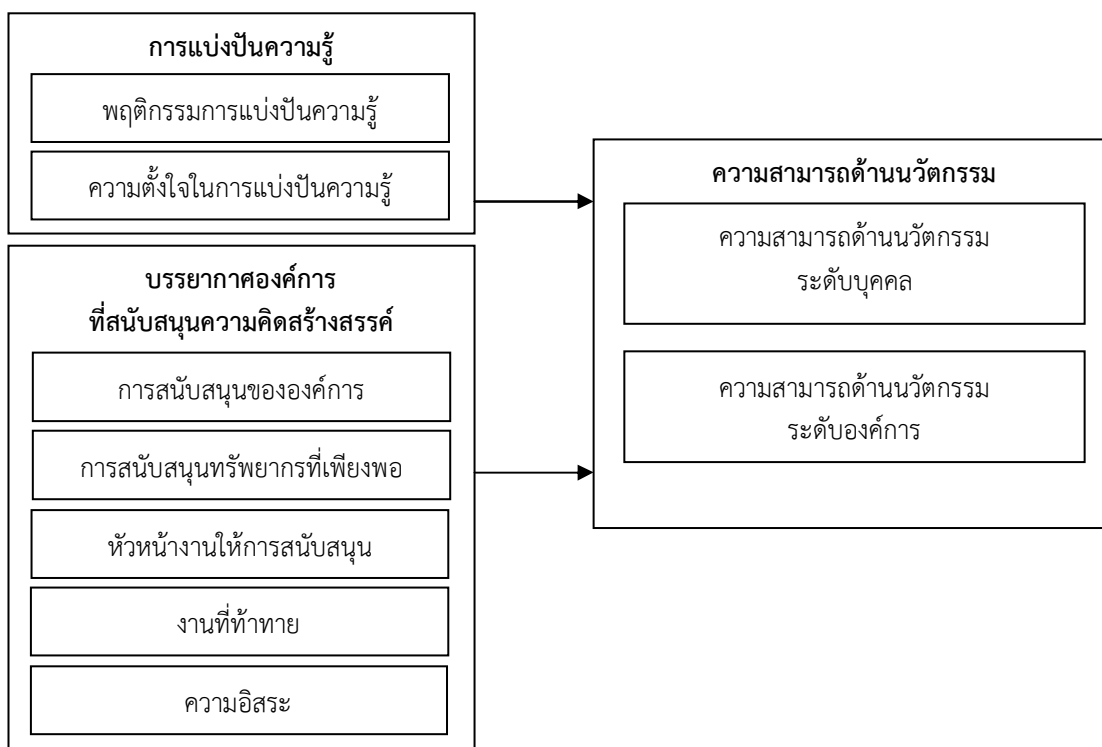 การแบ่งปันความรู้
พฤติกรรมการแบ่งปันความรู้
ความตั้งใจในการแบ่งปันความรู้
บรรยากาศองค์การ
ที่สนับสนุนความคิดสร้างสรรค์
การสนับสนุนขององค์การ
การสนับสนุนทรัพยากรที่เพียงพอ
หัวหน้างานให้การสนับสนุน
งานที่ท้าทาย
ความอิสระ
ความสามารถด้านนวัตกรรม
ความสามารถด้านนวัตกรรม
ระดับบุคคล
ความสามารถด้านนวัตกรรม
ระดับองค์การ